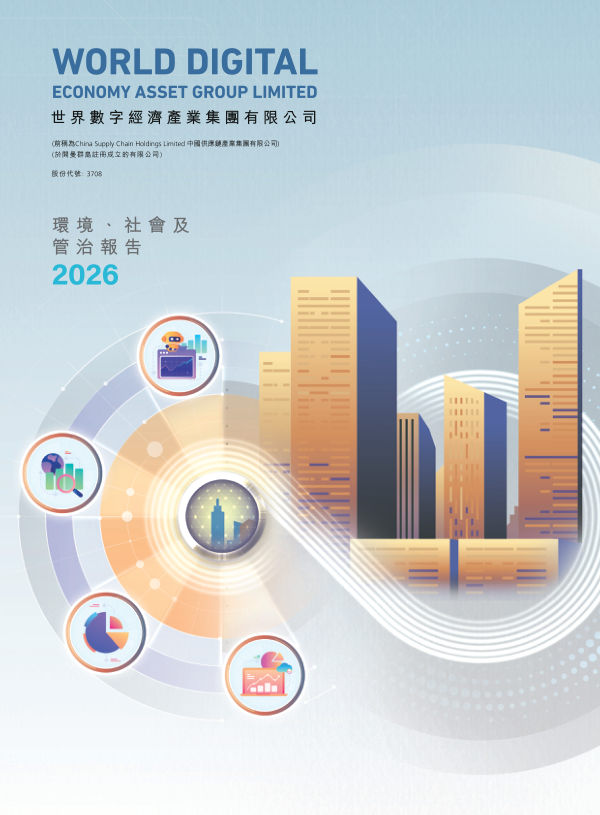 WORLD DIGITAL
ECONOMY ASSET GROUP LIMITED
世界數字經濟產業集團有限公司
(前稱為China Supply Chain Holdings Limited 中國供應鏈產業集團有限公司)
(於開曼群島註冊成立的有限公司)
股份代號: 3708
環境、社會及
管治報告
2026